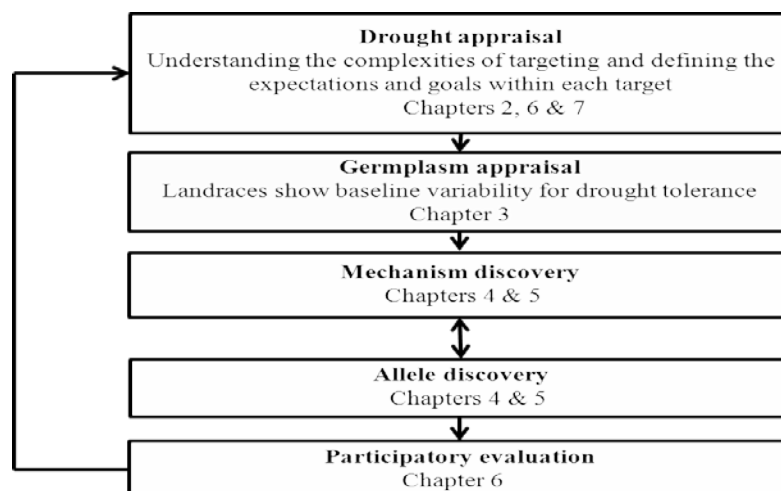 Drought appraisal
Understanding the complexities of targeting and defining the
expectations and goals within each target
Chapters 2, 6 & 7
Germplasm appraisal
Landraces show baseline variability for drought tolerance
Chapter 3
Mechanism discovery
Chapters 4 & 5
Allele discovery
Chapters 4 & 5
Participatory evaluation
Chapter 6